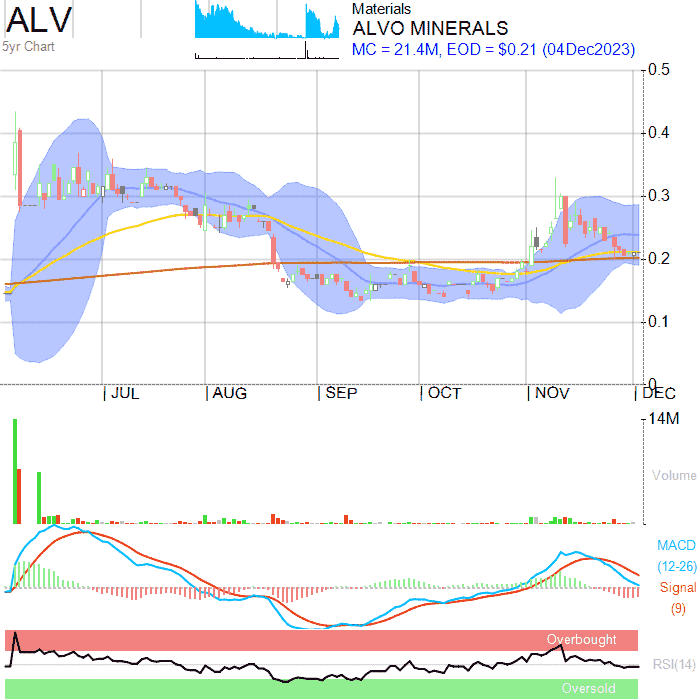 ALV
5yr Chart
Materials
ALVO MINERALS
MC = 21.4M, EOD = $0.21 (04Dec2023)
0.5
0.4
0.3
0.2
0.1
0
JUL AUG SEP OCT NOV DEC
14M
Volume
MACD
(12-26)
Signal
(9)
Overbought
RSI(14)
Oversold